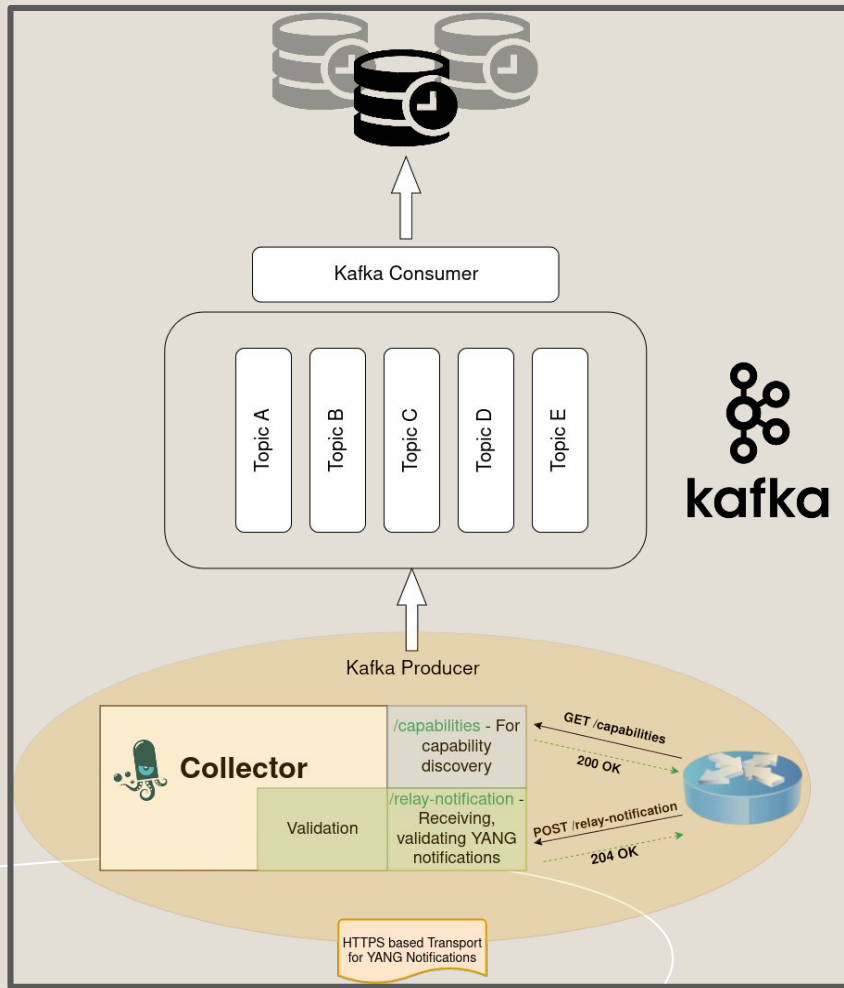 Kafka Consumer
Topic A
Topic B
Topic C
Topic D
Topic E
kafka
Kafka Producer
/capabilities - For
capability
discovery
GET /capabilities
200 OK
Collector
Validation
/relay-notification -
Receiving,
validating YANG
notifications
POST /relay-notification
204 OK
HTTPS based Transport
for YANG Notifications